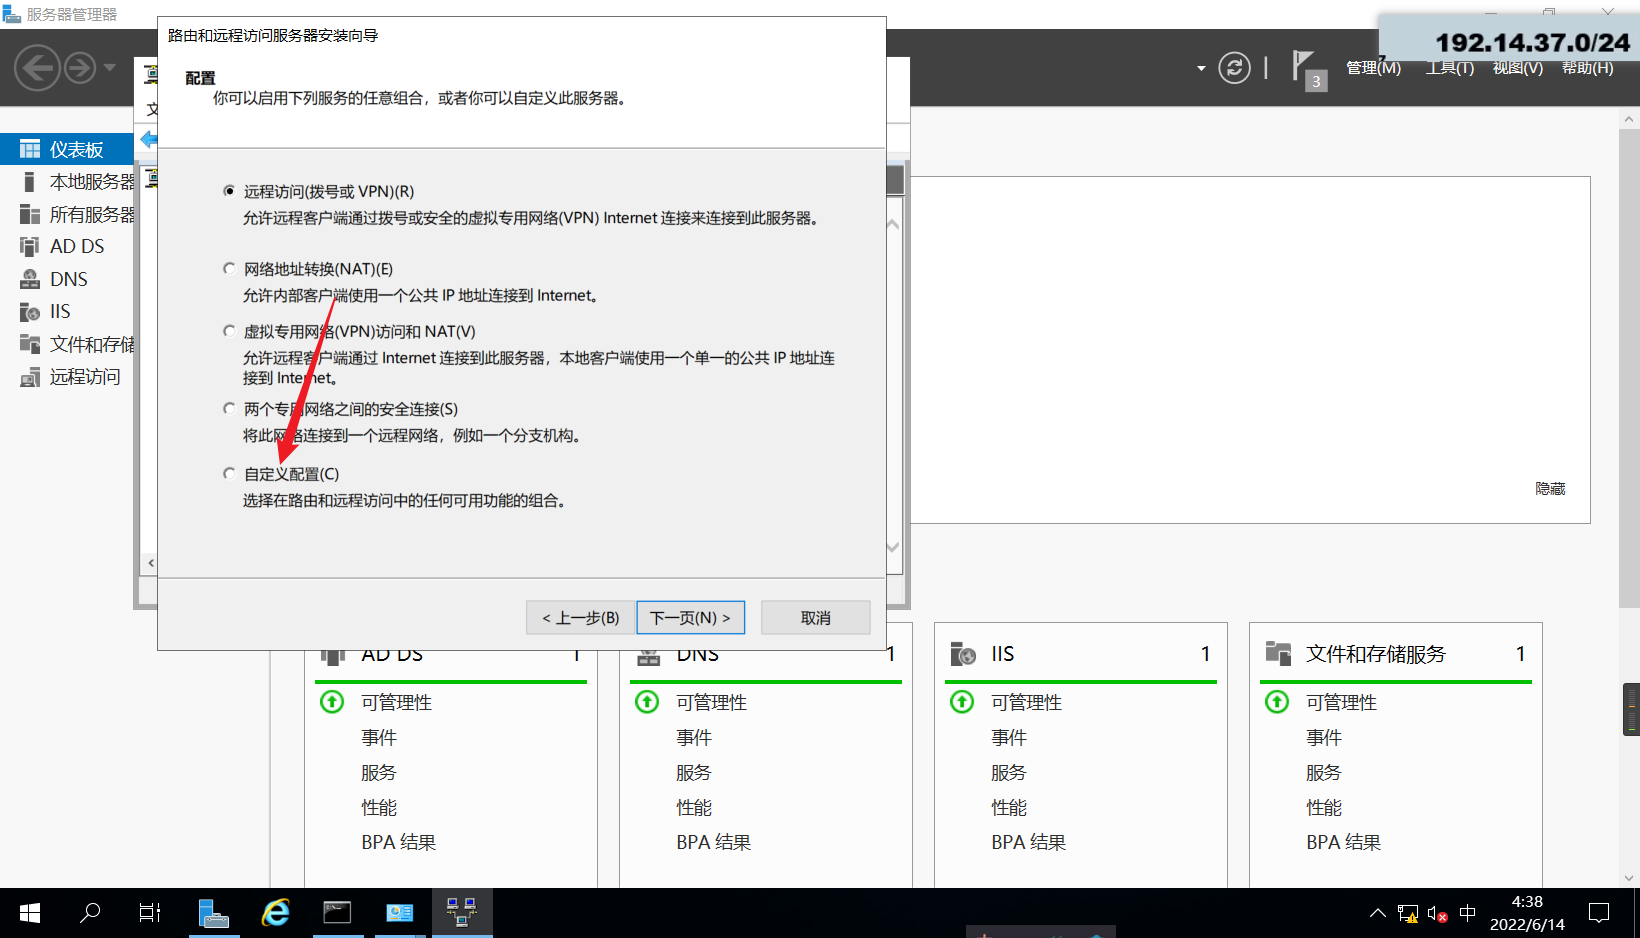 服务器管理器
192.14.37.0/24
管理(M)
工具(T)
视图(V)
帮助(H)
3
路由和远程访问服务器安装向导
配置
你可以启用下列服务的任意组合，或者你可以自定义此服务器。
远程访问(拨号或 VPN)(R)
允许远程客户端通过拨号或安全的虚拟专用网络(VPN) Internet 连接来连接到此服务器。
网络地址转换(NAT)(E)
允许内部客户端使用一个公共 IP 地址连接到 Internet。
虚拟专用网络(VPN)访问和 NAT(V)
允许远程客户端通过 Internet 连接到此服务器，本地客户端使用一个单一的公共 IP 地址连
接到 Internet。
两个专用网络之间的安全连接(S)
将此网络连接到一个远程网络，例如一个分支机构。
自定义配置(C)
选择在路由和远程访问中的任何可用功能的组合。
< 上一步(B)
下一页(N) >
取消
仪表板
本地服务器
所有服务器
AD DS
DNS
IIS
文件和存储
远程访问
隐藏
AD DS 1
可管理性
事件
服务
性能
BPA 结果
DNS 1
可管理性
事件
服务
性能
BPA 结果
IIS 1
可管理性
事件
服务
性能
BPA 结果
文件和存储服务 1
可管理性
事件
服务
性能
BPA 结果
中
4:38
2022/6/14